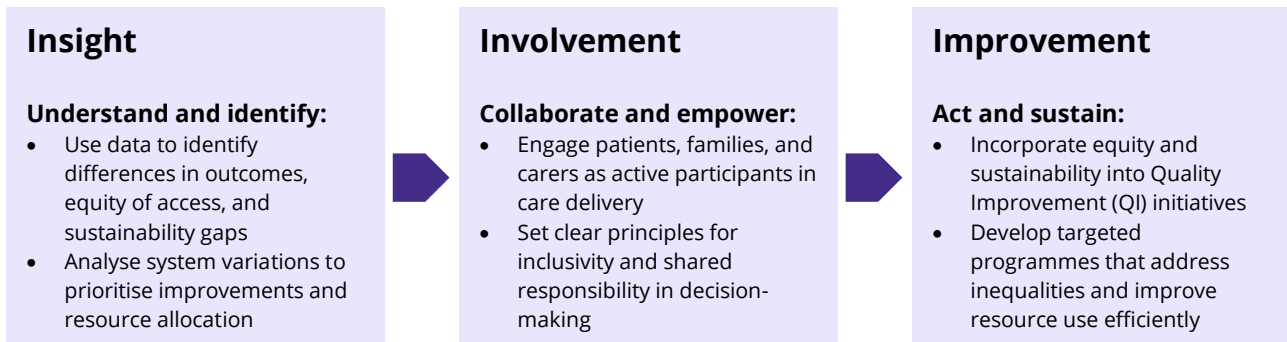 Insight
Understand and identify:
• Use data to identify
differences in outcomes,
equity of access, and
sustainability gaps
• Analyse system variations to
prioritise improvements and
resource allocation
Involvement
Collaborate and empower:
• Engage patients, families, and
carers as active participants in
care delivery
• Set clear principles for
inclusivity and shared
responsibility in decision-
making
Improvement
Act and sustain:
• Incorporate equity and
sustainability into Quality
Improvement (QI) initiatives
• Develop targeted
programmes that address
inequalities and improve
resource use efficiently